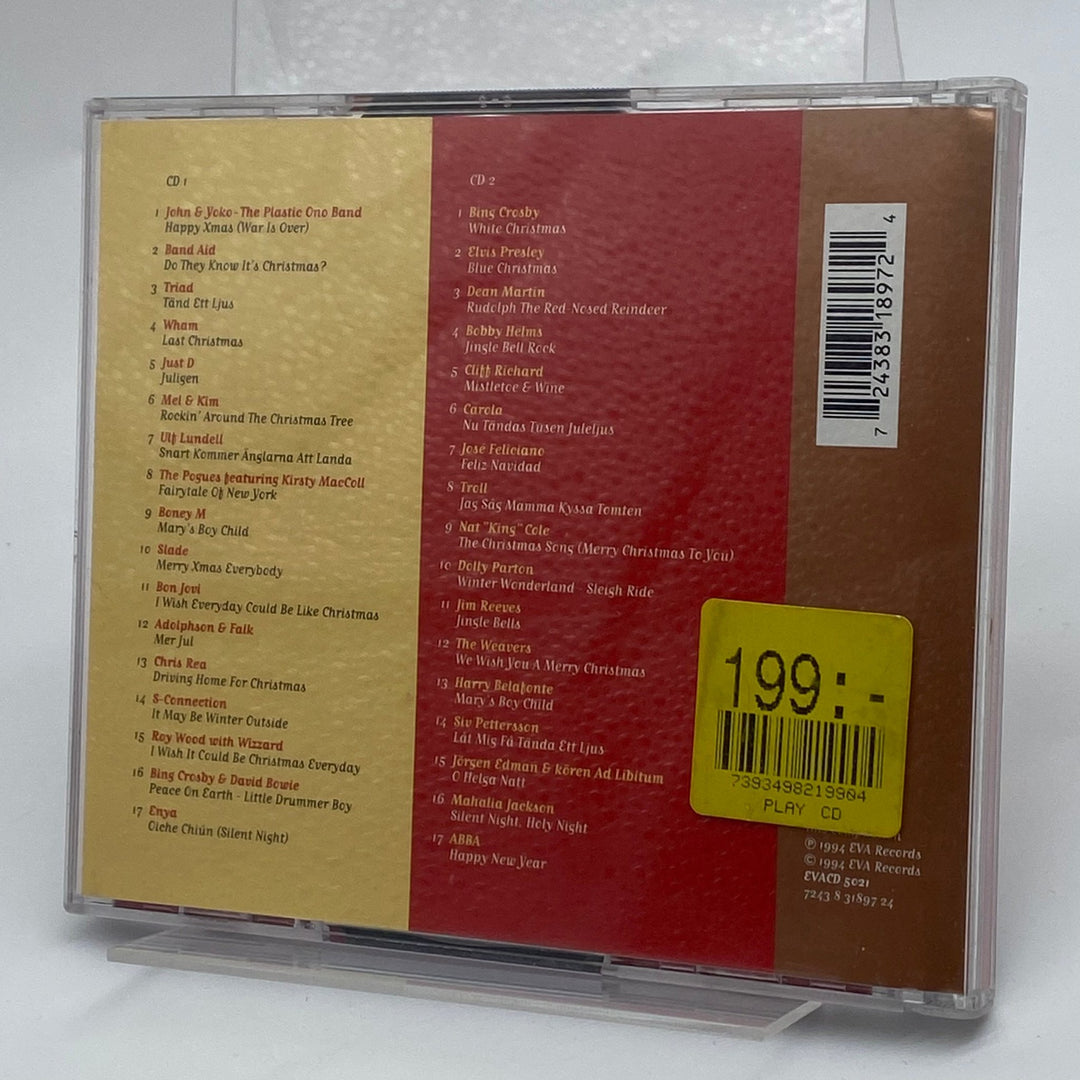 CD 1
1 John & Yoko-The Plastic Ono Band
Happy Xmas (War Is Over)
2 Band Aid
Do They Know It's Christmas?
3 Triad
Tänd Ett Ljus
4 Wham
Last Christmas
5 Just D
Juligen
6 Mel & Kim
Rockin' Around The Christmas Tree
7 Ulf Lundell
Snart Kommer Änglarna Att Landa
8 The Pogues featuring Kirsty MacColl
Fairytale Of New York
9 Boney M
Mary's Boy Child
10 Slade
Merry Xmas Everybody
11 Bon Jovi
I Wish Everyday Could Be Like Christmas
12 Adolphson & Falk
Mer Jul
13 Chris Rea
Driving Home For Christmas
14 S-Connection
It May Be Winter Outside
15 Roy Wood with Wizzard
I Wish It Could Be Christmas Everyday
16 Bing Crosby & David Bowie
Peace On Earth - Little Drummer Boy
17 Enya
Oiche Chiún (Silent Night)
CD 2
1 Bing Crosby
White Christmas
2 Elvis Presley
Blue Christmas
3 Dean Martin
Rudolph The Red-Nosed Reindeer
4 Bobby Helms
Jingle Bell Rock
5 Cliff Richard
Mistletoe & Wine
6 Carola
Nu Tändas Tusen Juleljus
7 José Feliciano
Feliz Navidad
8 Troll
Jag Såg Mamma Kyssa Tomten
9 Nat "King" Cole
The Christmas Song (Merry Christmas To You)
10 Dolly Parton
Winter Wonderland - Sleigh Ride
11 Jim Reeves
Jingle Bells
12 The Weavers
We Wish You A Merry Christmas
13 Harry Belafonte
Mary's Boy Child
14 Siv Pettersson
Låt Mig Få Tända Ett Ljus
15 Jörgen Edman & kören Ad Libitum
O Helga Natt
16 Mahalia Jackson
Silent Night, Holy Night
17 ABBA
Happy New Year
7 24383 18972 4
199:-
7393498219904
PLAY CD
℗ 1994 EVA Records
© 1994 EVA Records
EVACD 5021
7243 8 31897 24